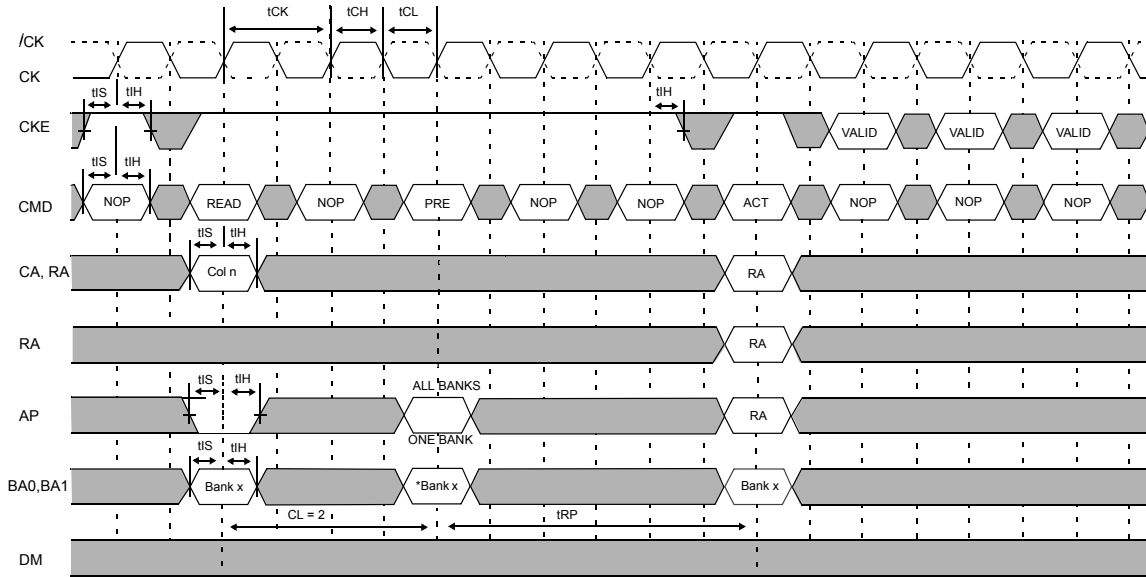 tCK tCH tCL
/CK
CK
tIS tIH tIH
CKE VALID VALID VALID
tIS tIH
CMD NOP READ NOP PRE NOP NOP ACT NOP NOP NOP
tIS tIH
CA, RA Col n RA
RA RA
tIS tIH ALL BANKS
AP RA
ONE BANK
tIS tIH
BA0,BA1 Bank x *Bank x Bank x
CL = 2 tRP
DM